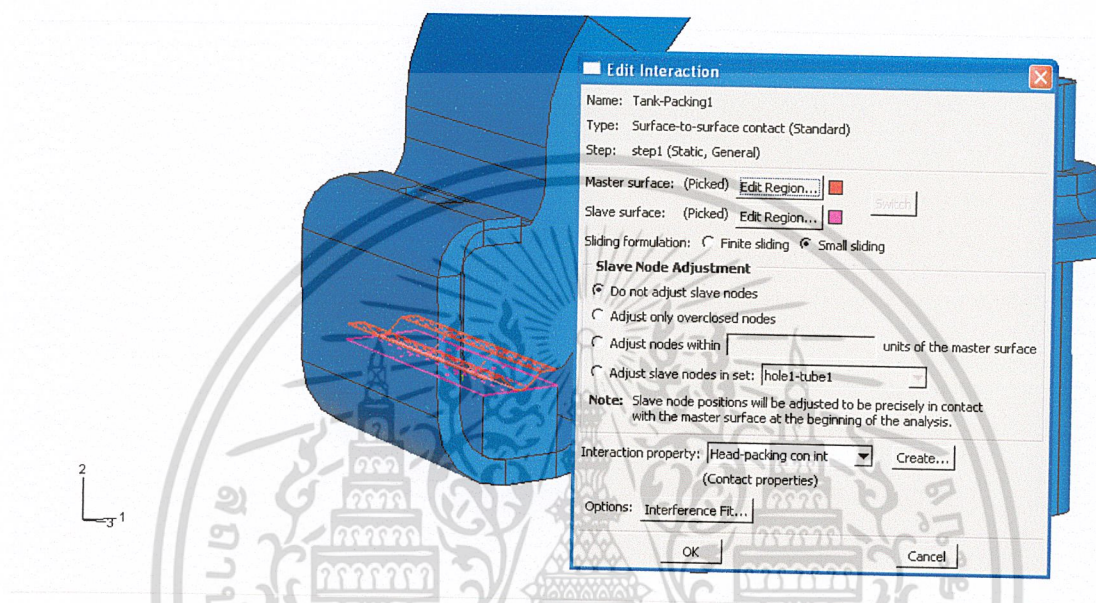 Edit Interaction
Name: Tank-Packing1
Type: Surface-to-surface contact (Standard)
Step: step1 (Static, General)
Master surface: (Picked) Edit Region...
Switch
Slave surface: (Picked) Edit Region...
Sliding formulation: Finite sliding Small sliding
Slave Node Adjustment
Do not adjust slave nodes
Adjust only overclosed nodes
Adjust nodes within units of the master surface
Adjust slave nodes in set: hole1-tube1
Note: Slave node positions will be adjusted to be precisely in contact
with the master surface at the beginning of the analysis.
Interaction property: Head-packing con int Create...
(Contact properties)
Options: Interference Fit...
OK Cancel
2
3 1